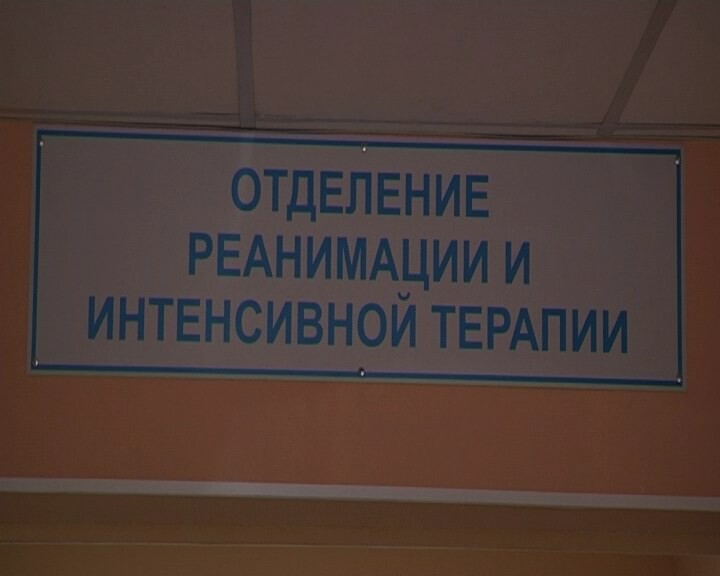 ОТДЕЛЕНИЕ
РЕАНИМАЦИИ И
ИНТЕНСИВНОЙ ТЕРАПИИ